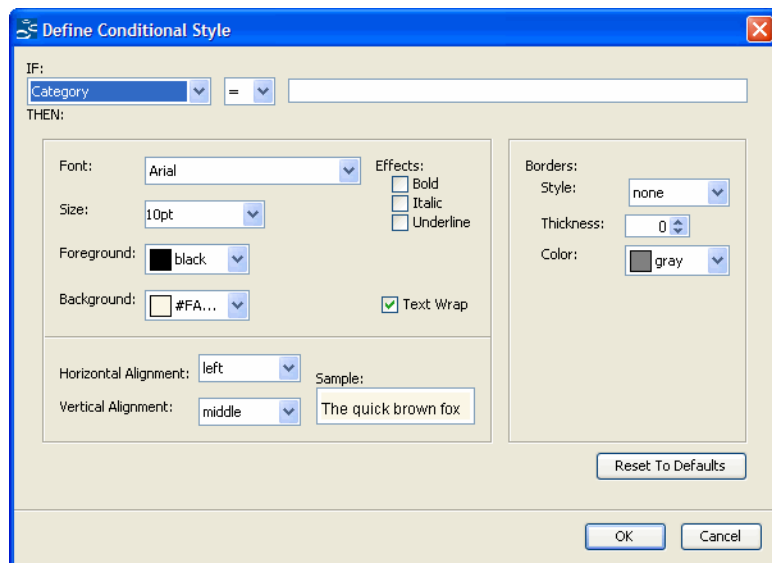 Define Conditional Style
IF:
Category
=
THEN:
Font:
Arial
Size:
10pt
Foreground:
black
Background:
#FA...
Effects:
Bold
Italic
Underline
Text Wrap
Horizontal Alignment:
left
Vertical Alignment:
middle
Sample:
The quick brown fox
Borders:
Style:
none
Thickness:
0
Color:
gray
Reset To Defaults
OK
Cancel